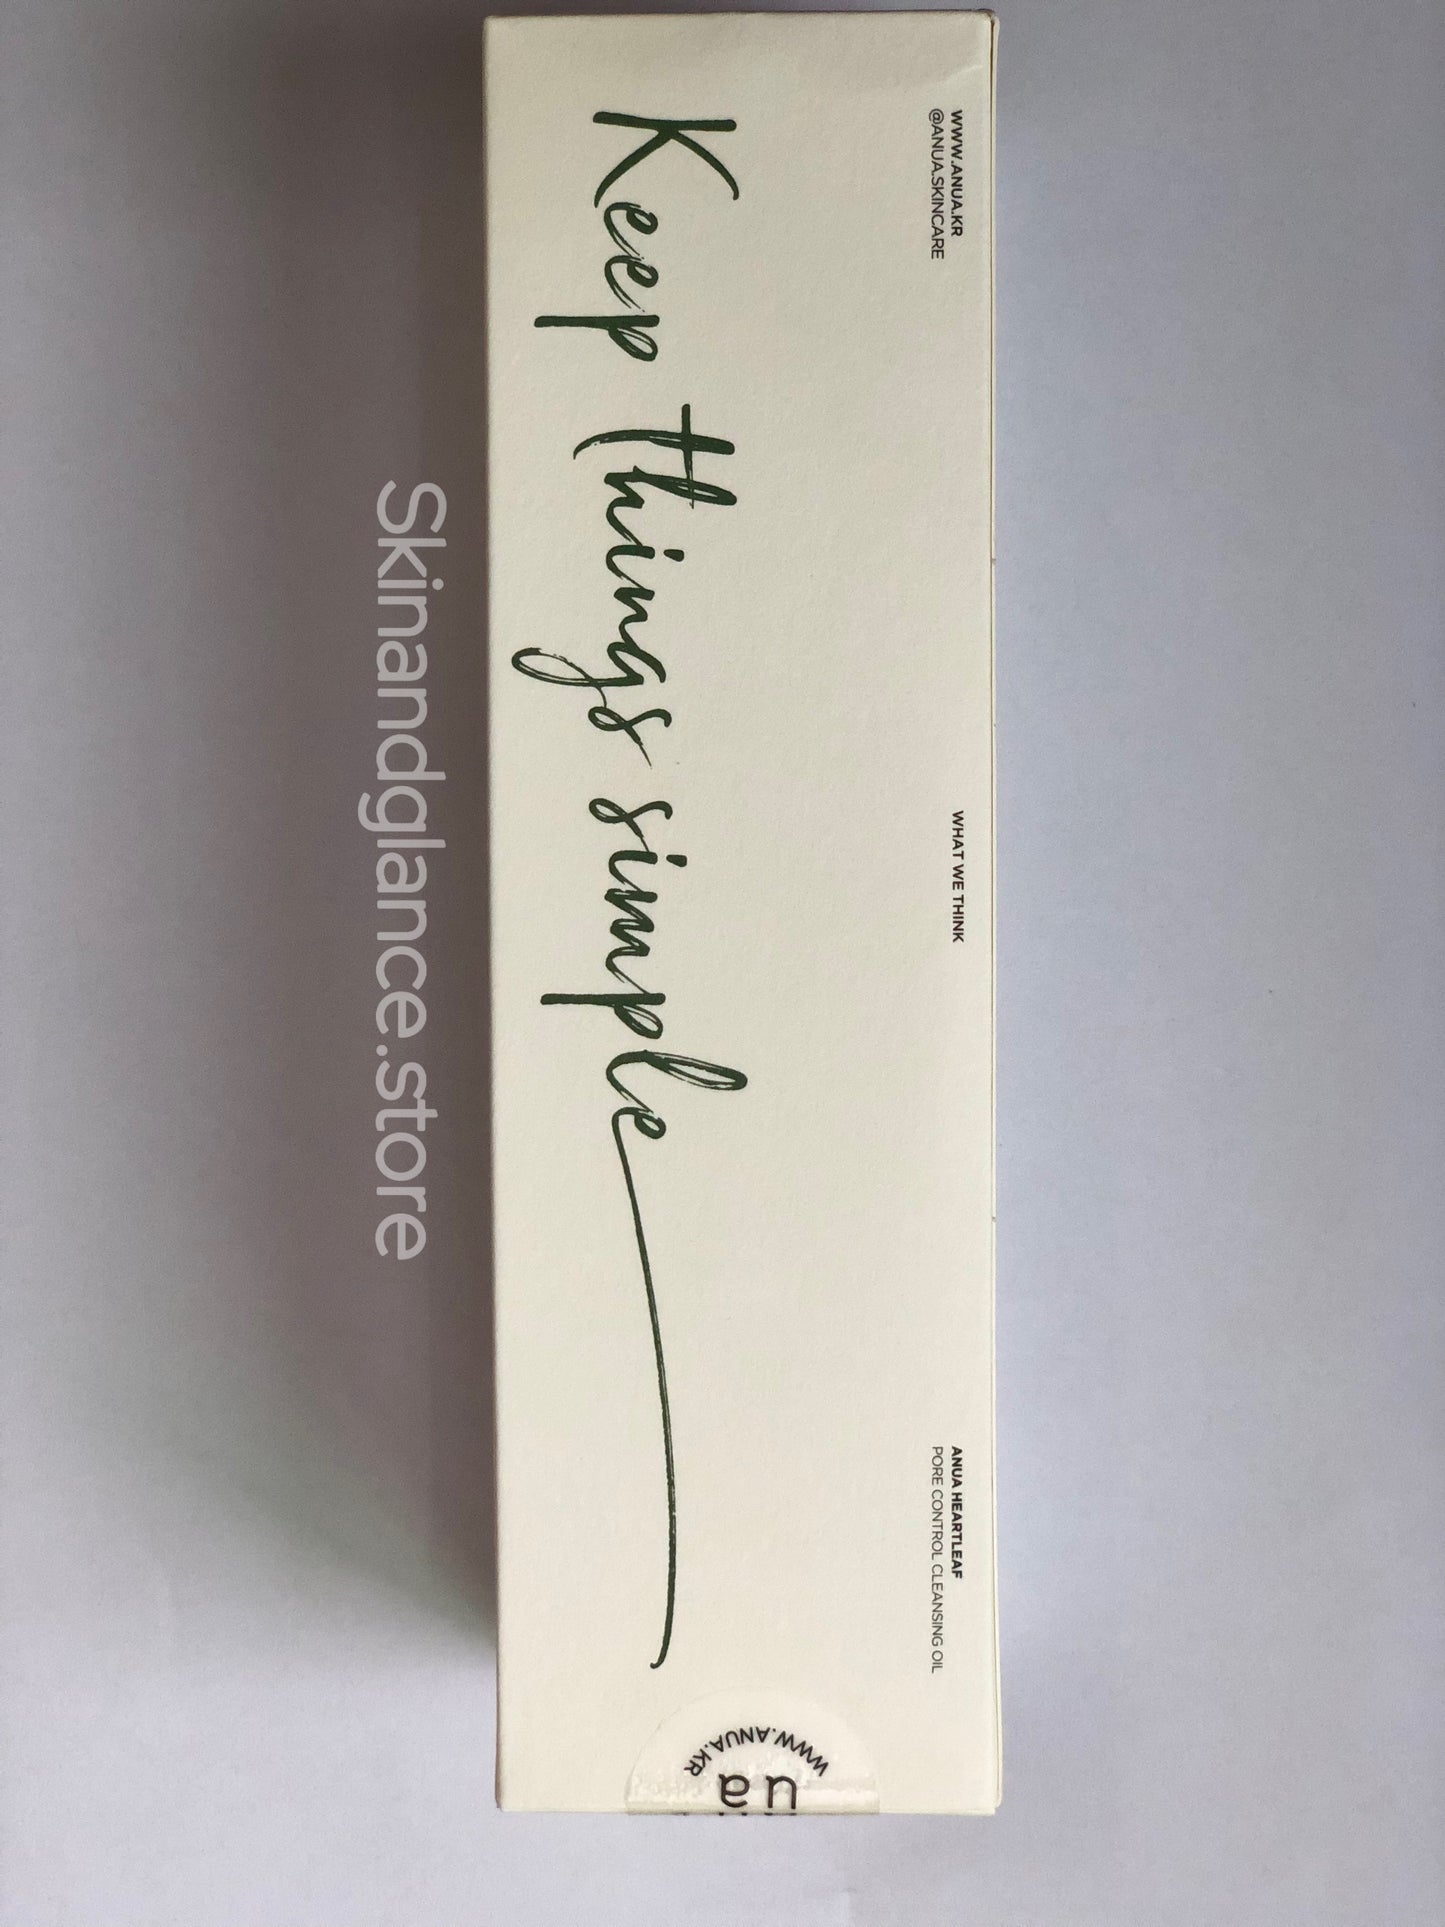 WWW.ANUA.KR
@ANUA.SKINCARE
WHAT WE THINK
ANUA HEARTLEAF
PORE CONTROL CLEANSING OIL
Keep things simple
WWW.ANUA.KR
ua
Skinandglance.store